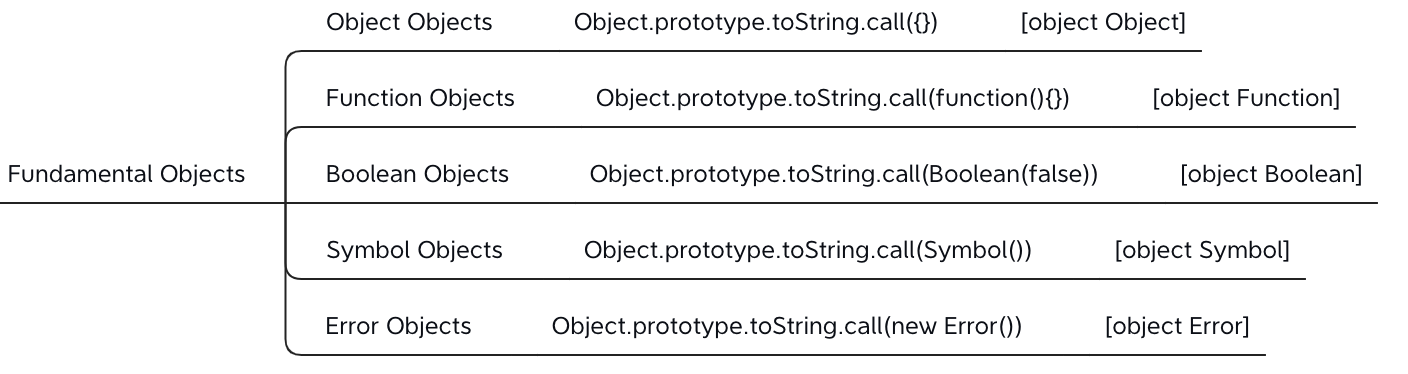 Object Objects Object.prototype.toString.call({}) [object Object]
Function Objects Object.prototype.toString.call(function(){}) [object Function]
Fundamental Objects Boolean Objects Object.prototype.toString.call(Boolean(false)) [object Boolean]
Symbol Objects Object.prototype.toString.call(Symbol()) [object Symbol]
Error Objects Object.prototype.toString.call(new Error()) [object Error]